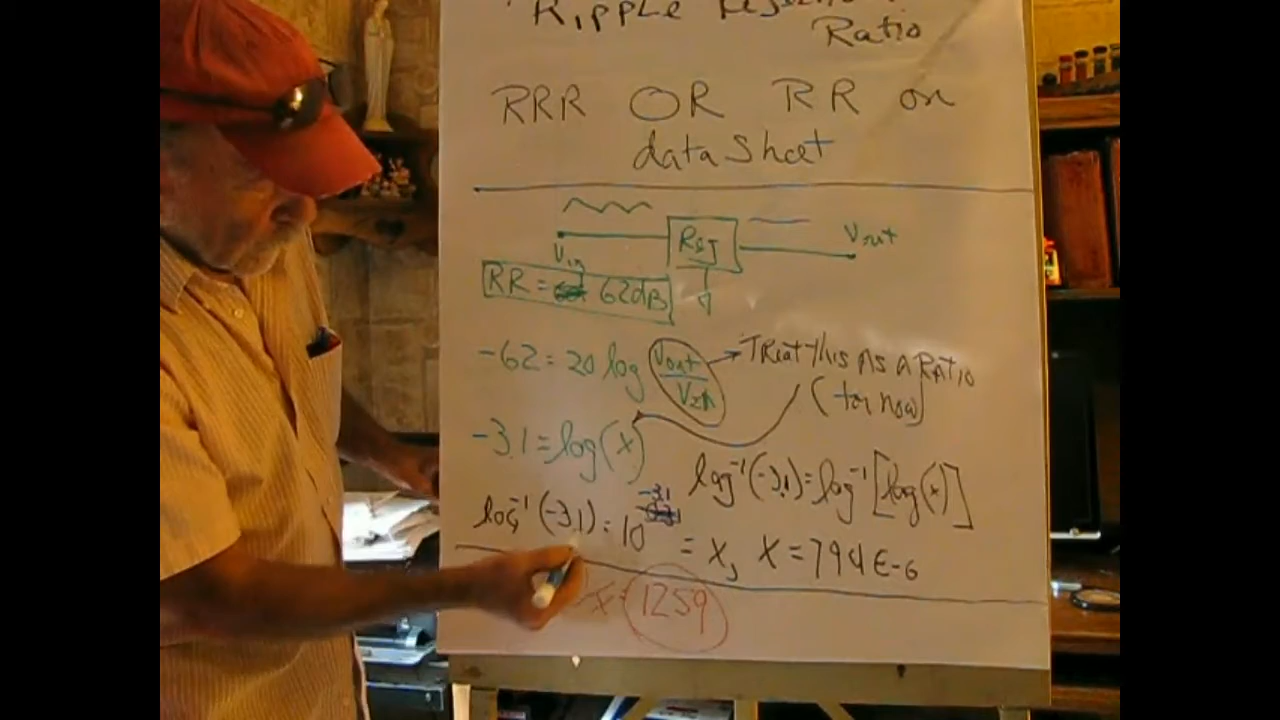 Ripple
Ratio
RRR OR RR on
data Sheet
Vin
REG
Vout
RR = 62dB
-62 = 20 log Vout/Vin
TReat This As A RATIO
(for now)
-3.1 = log(x)
log⁻¹(-3.1) = log⁻¹[log(x)]
log⁻¹(-3.1) = 10^-3.1 = X, X = 794E-6
1259